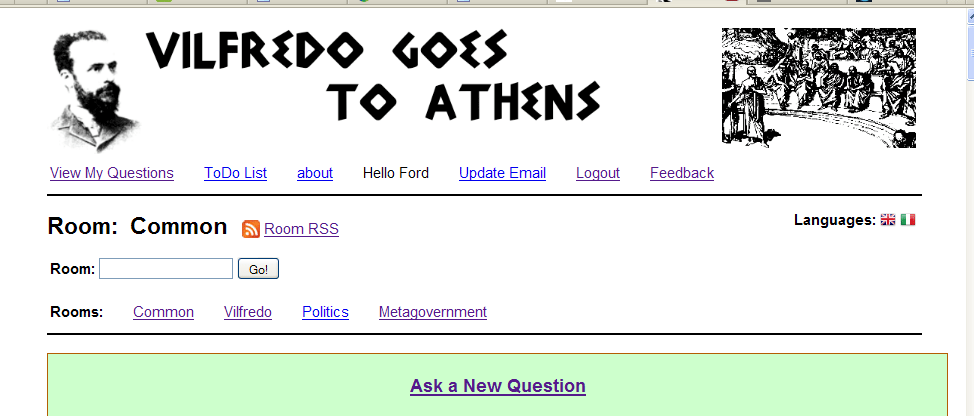 VILFREDO GOES
TO ATHENS
View My Questions ToDo List about Hello Ford Update Email Logout Feedback
Room: Common Room RSS Languages:
Room: Go!
Rooms: Common Vilfredo Politics Metagovernment
Ask a New Question